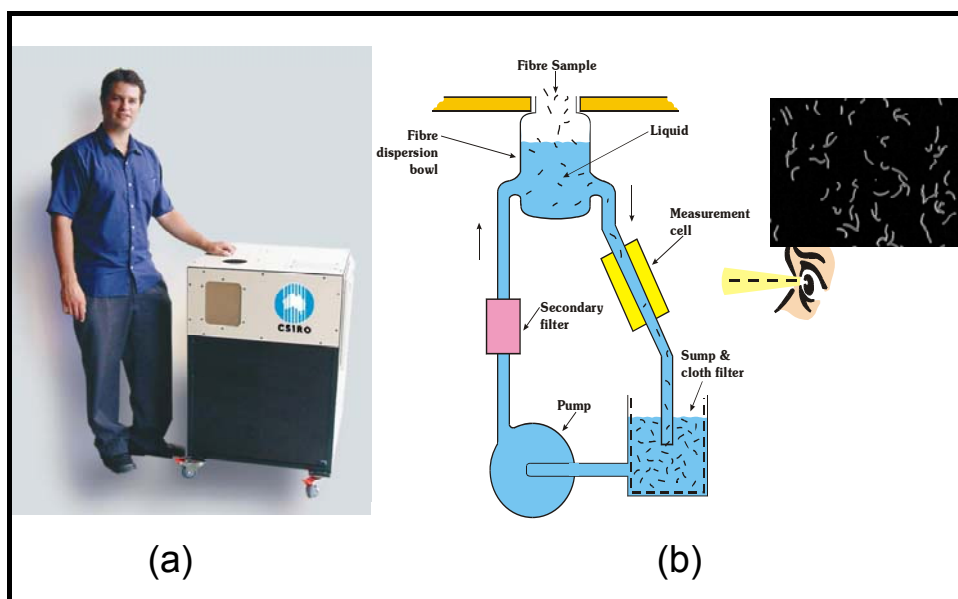 Fibre Sample
Fibre
dispersion
bowl
Liquid
Measurement
cell
Secondary
filter
Sump &
cloth filter
Pump
CSIRO
(a)
(b)